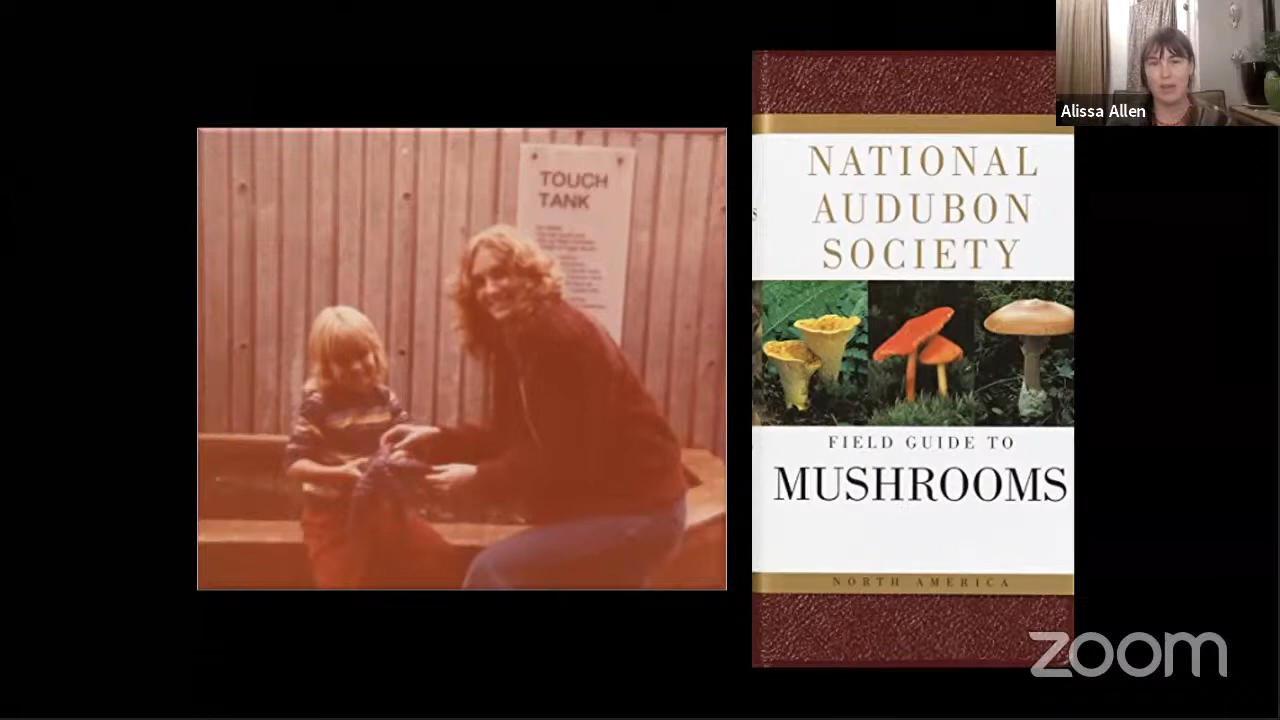 TOUCH
TANK
NATIONAL
AUDUBON
SOCIETY
FIELD GUIDE TO
MUSHROOMS
NORTH AMERICA
Alissa Allen
zoom